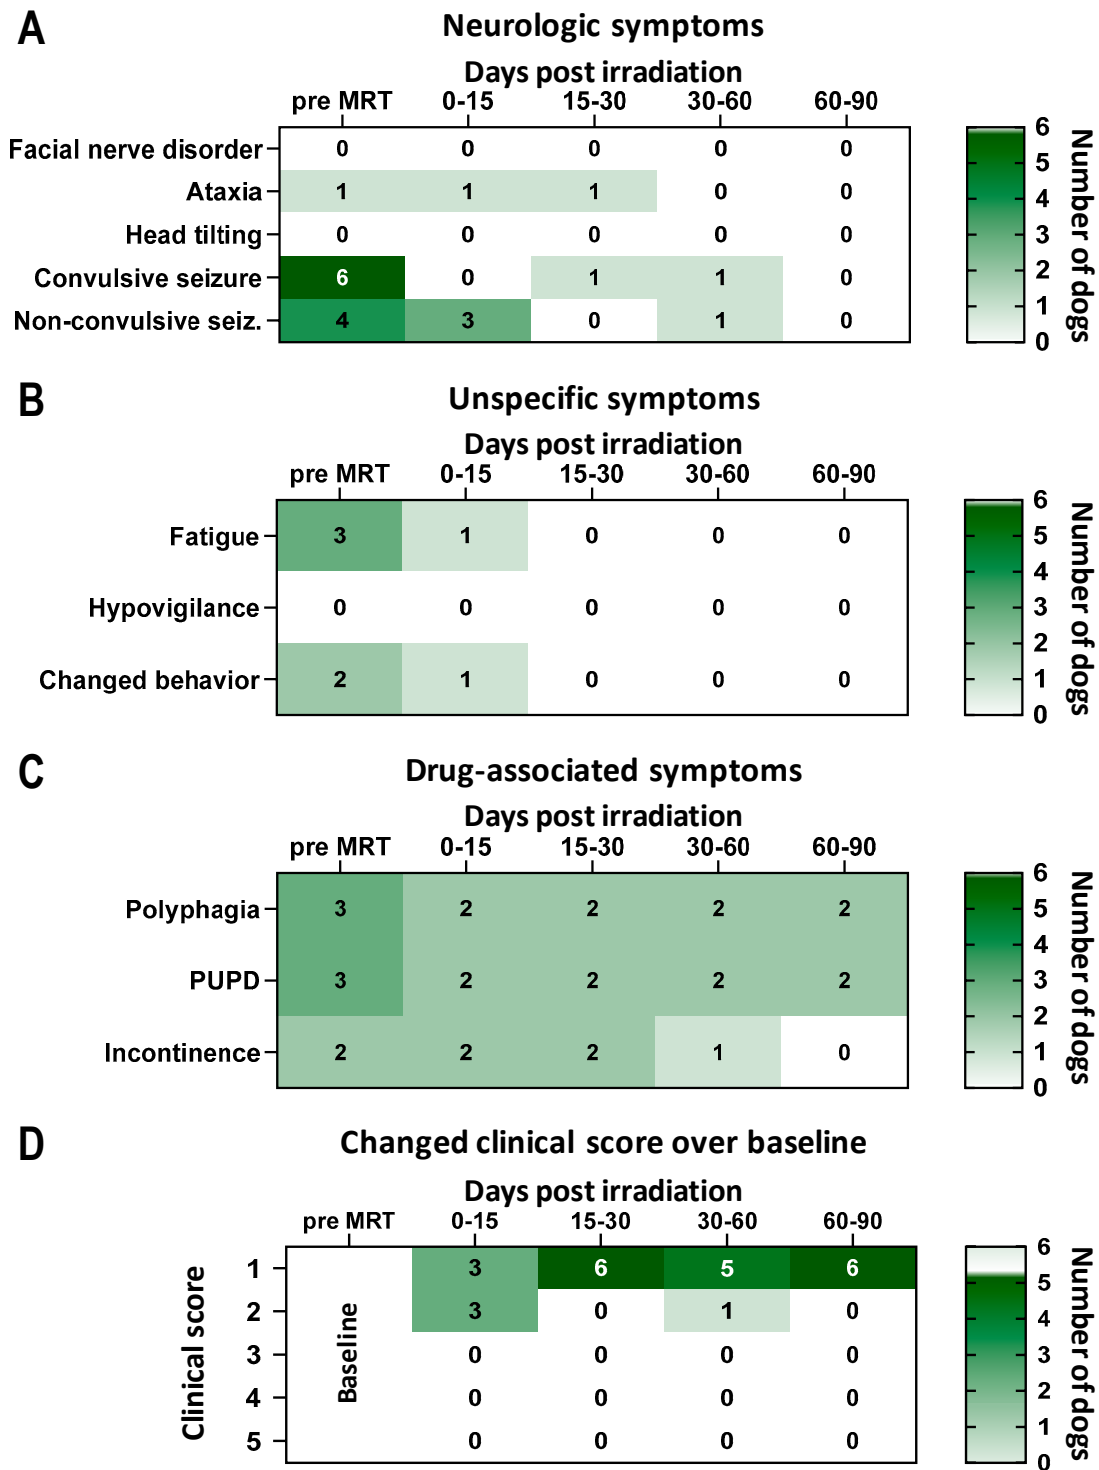 A
Neurologic symptoms
Days post irradiation
pre MRT 0-15 15-30 30-60 60-90
Facial nerve disorder 0 0 0 0 0
Ataxia 1 1 1 0 0
Head tilting 0 0 0 0 0
Convulsive seizure 6 0 1 1 0
Non-convulsive seiz. 4 3 0 1 0
6
5
4
3
2
1
0
Number of dogs
B
Unspecific symptoms
Days post irradiation
pre MRT 0-15 15-30 30-60 60-90
Fatigue 3 1 0 0 0
Hypovigilance 0 0 0 0 0
Changed behavior 2 1 0 0 0
6
5
4
3
2
1
0
Number of dogs
C
Drug-associated symptoms
Days post irradiation
pre MRT 0-15 15-30 30-60 60-90
Polyphagia 3 2 2 2 2
PUPD 3 2 2 2 2
Incontinence 2 2 2 1 0
6
5
4
3
2
1
0
Number of dogs
D
Changed clinical score over baseline
Days post irradiation
pre MRT 0-15 15-30 30-60 60-90
Clinical score
Baseline
1 3 6 5 6
2 3 0 1 0
3 0 0 0 0
4 0 0 0 0
5 0 0 0 0
6
5
4
3
2
1
0
Number of dogs